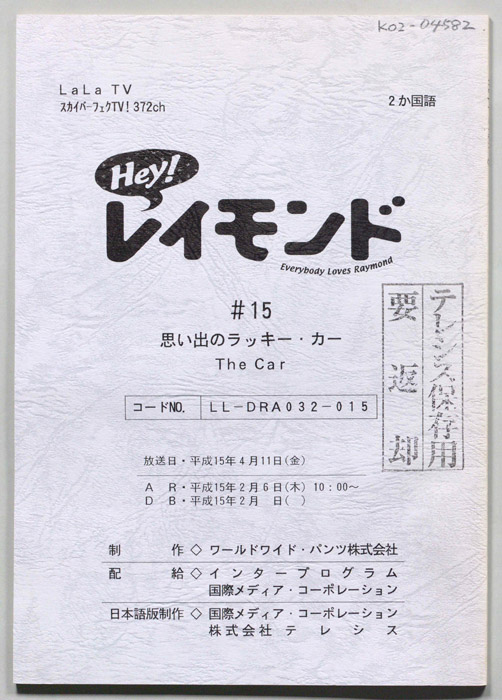 K02-04582
LaLa TV
スカイパーフェクTV! 372ch
2か国語
Hey!
レイモンド
Everybody Loves Raymond
#15
思い出のラッキー・カー
The Car
コードNO. LL-DRA032-015
テレシス保存用
要返却
放送日・平成15年4月11日(金)
AR・平成15年2月6日(木) 10:00〜
DB・平成15年2月 日( )
制作◇ワールドワイド・パンツ株式会社
配給◇インタープログラム
国際メディア・コーポレーション
日本語版制作◇国際メディア・コーポレーション
株式会社テレシス